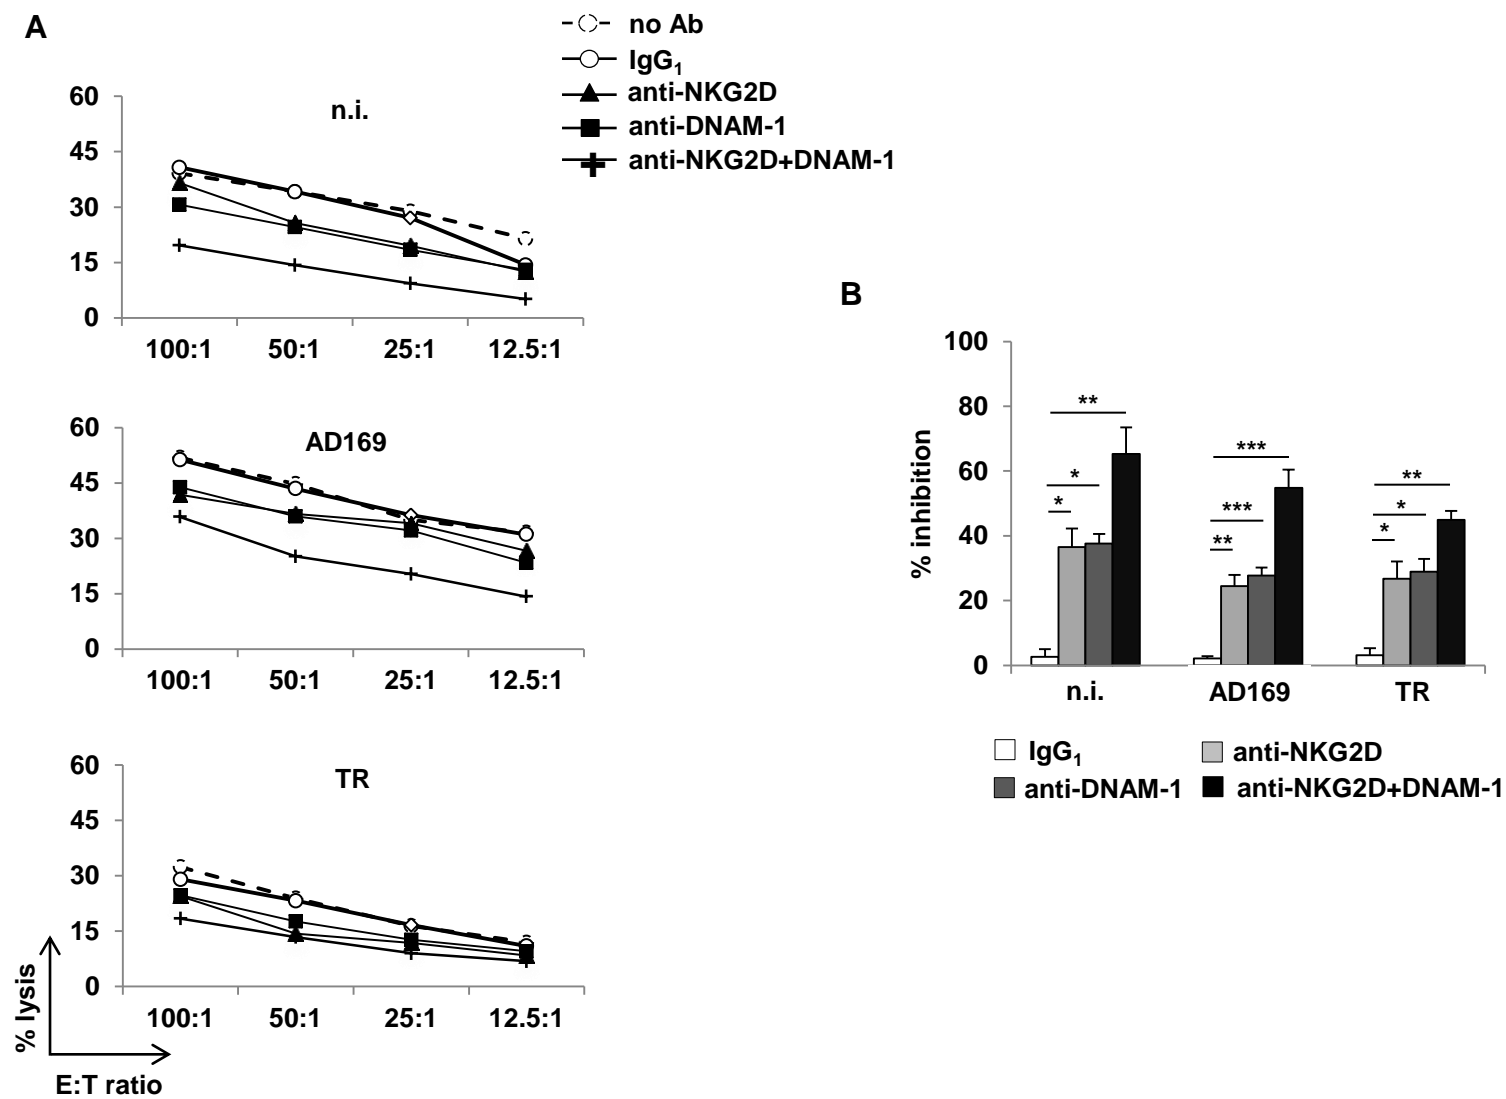 A
no Ab
IgG1
anti-NKG2D
anti-DNAM-1
anti-NKG2D+DNAM-1
n.i.
60
45
30
15
0
100:1 50:1 25:1 12.5:1
AD169
60
45
30
15
0
100:1 50:1 25:1 12.5:1
TR
60
45
30
15
0
100:1 50:1 25:1 12.5:1
% lysis
E:T ratio
B
% inhibition
100
80
60
40
20
0
** * *
*** *** **
** * *
n.i. AD169 TR
IgG1 anti-NKG2D
anti-DNAM-1 anti-NKG2D+DNAM-1